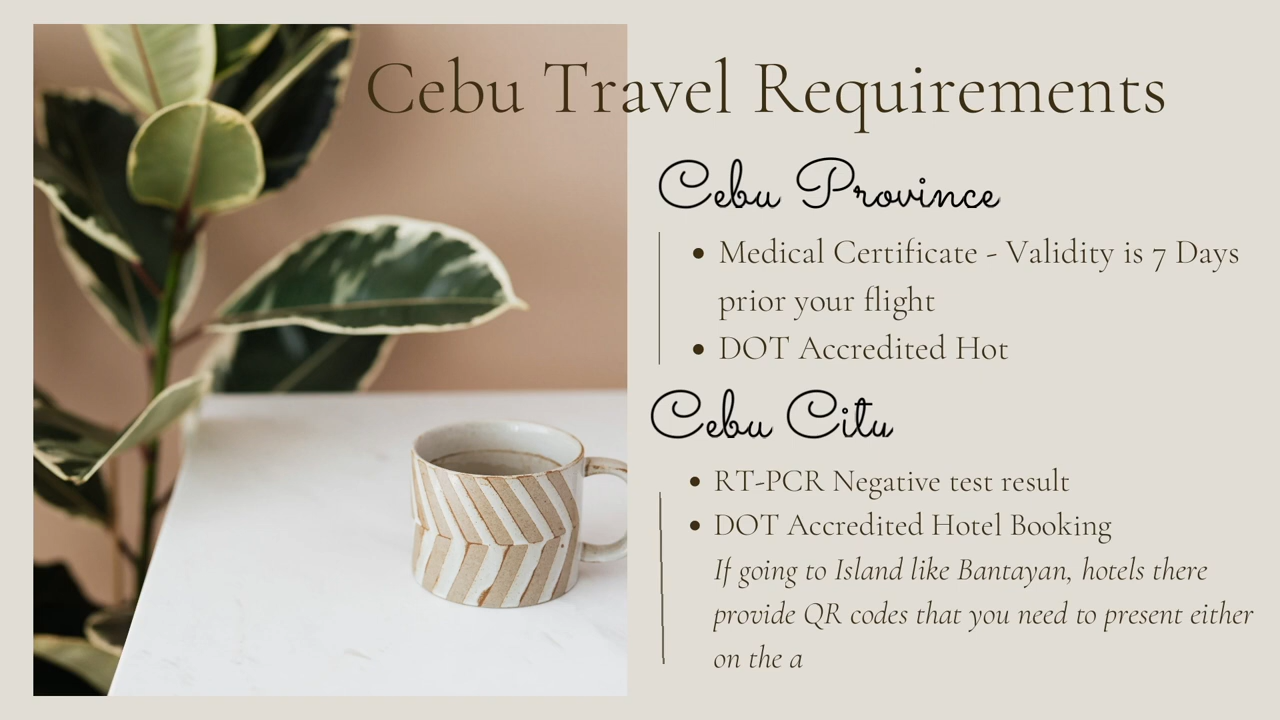 Cebu Travel Requirements
Cebu Province
• Medical Certificate - Validity is 7 Days
prior your flight
• DOT Accredited Hot
Cebu Citu
• RT-PCR Negative test result
• DOT Accredited Hotel Booking
If going to Island like Bantayan, hotels there
provide QR codes that you need to present either
on the a